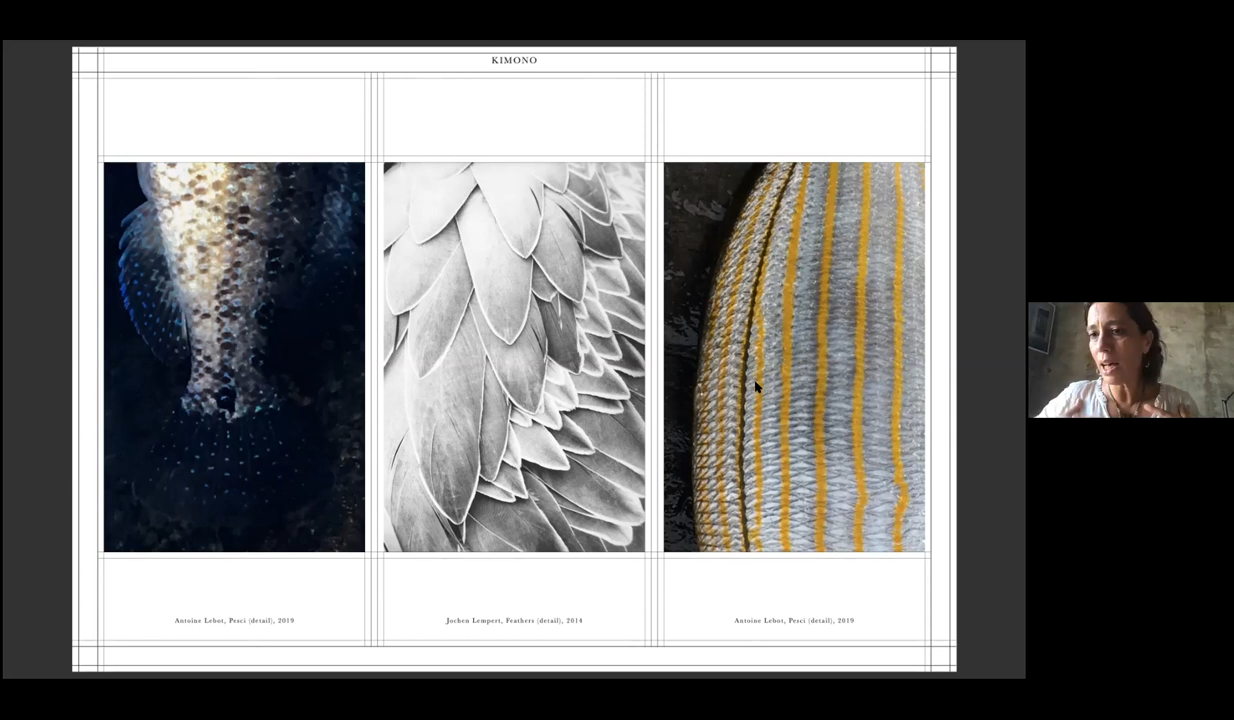 KIMONO
Antoine Lebot, Pesci (detail), 2019
Jochen Lempert, Feathers (detail), 2014
Antoine Lebot, Pesci (detail), 2019